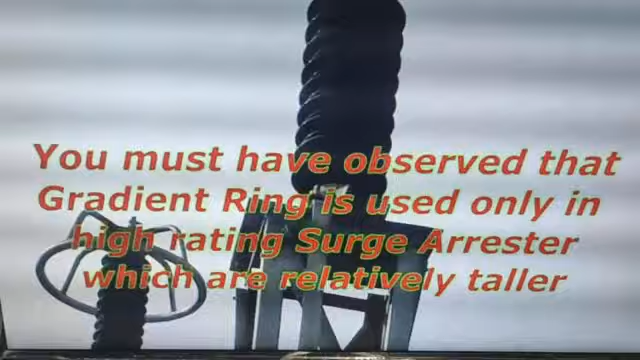 You must have observed that
Gradient Ring is used only in
high rating Surge Arrester
which are relatively taller